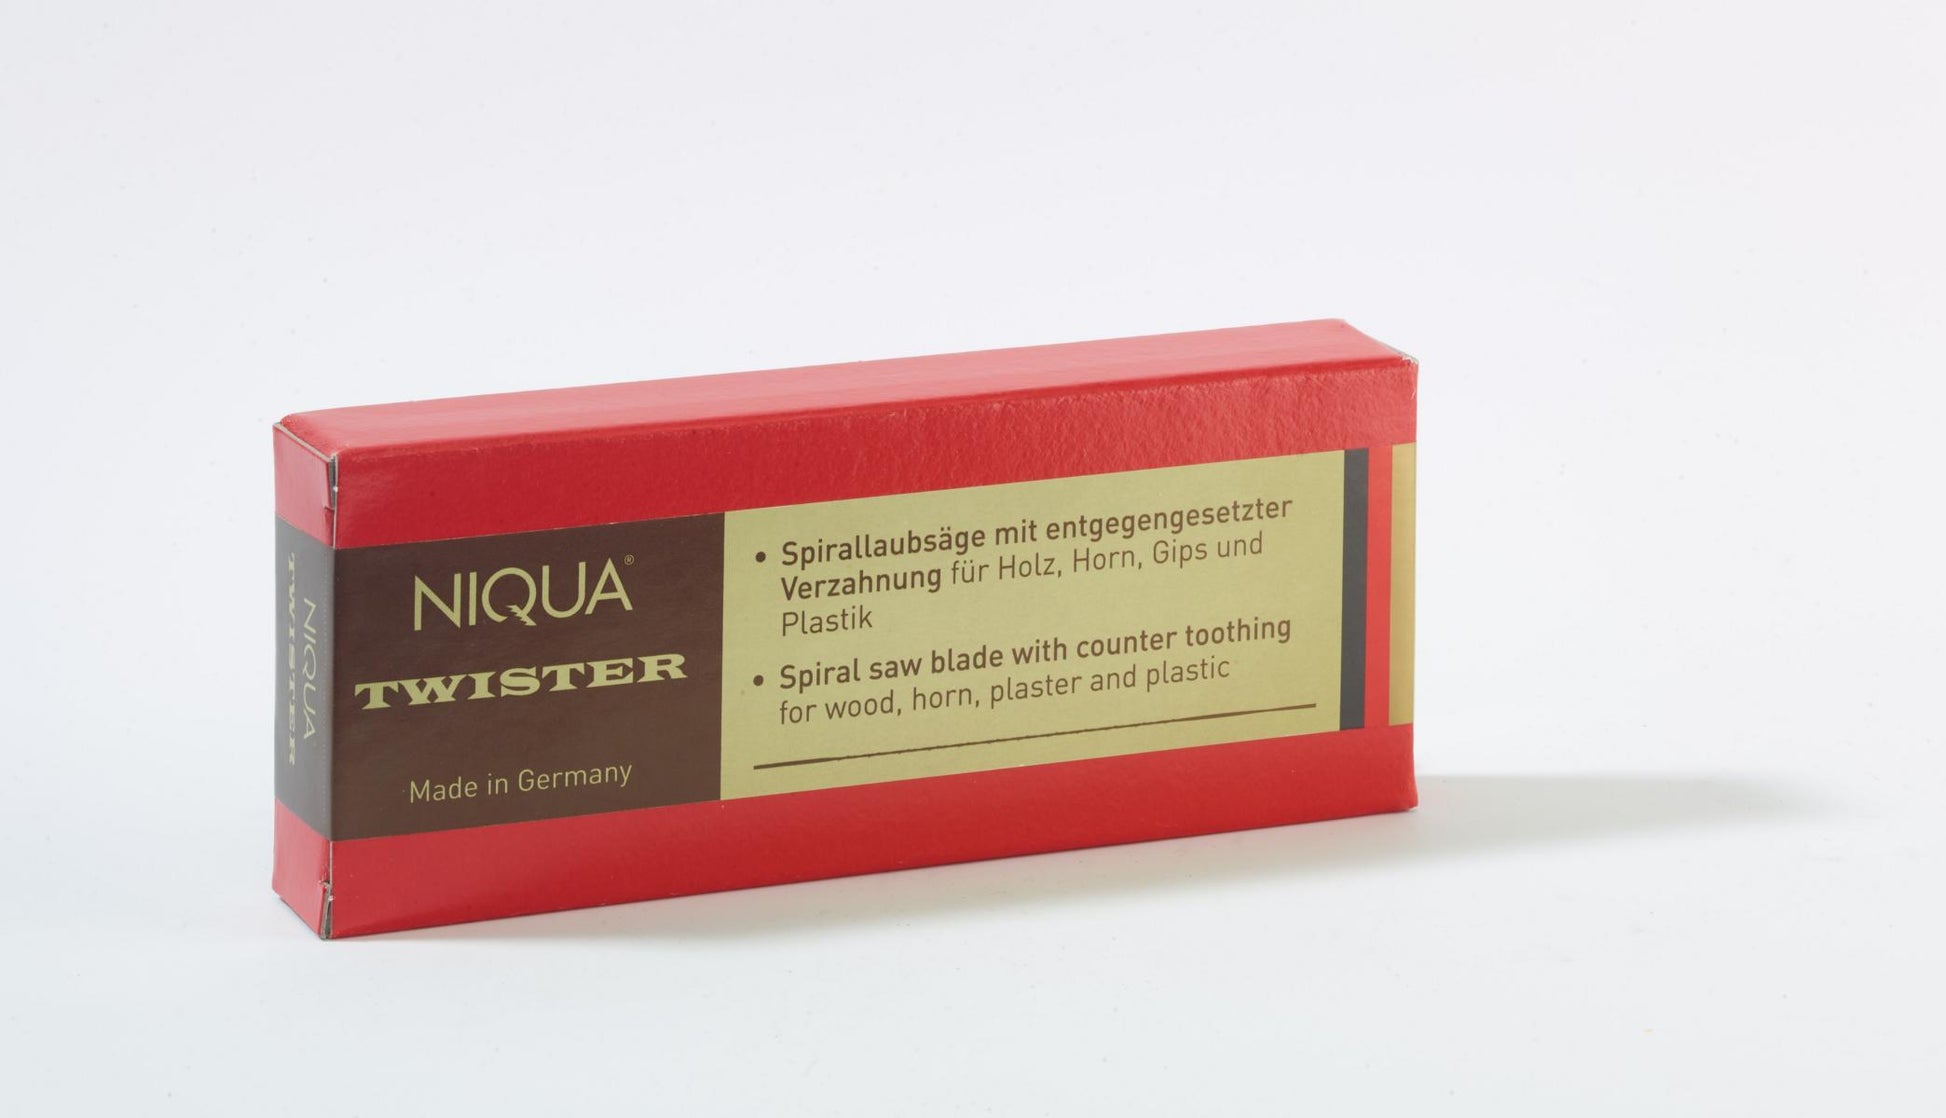 NIQUA®
TWISTER
Made in Germany
• Spirallaubsäge mit entgegengesetzter
Verzahnung für Holz, Horn, Gips und
Plastik
• Spiral saw blade with counter toothing
for wood, horn, plaster and plastic
NIQUA
TWISTER